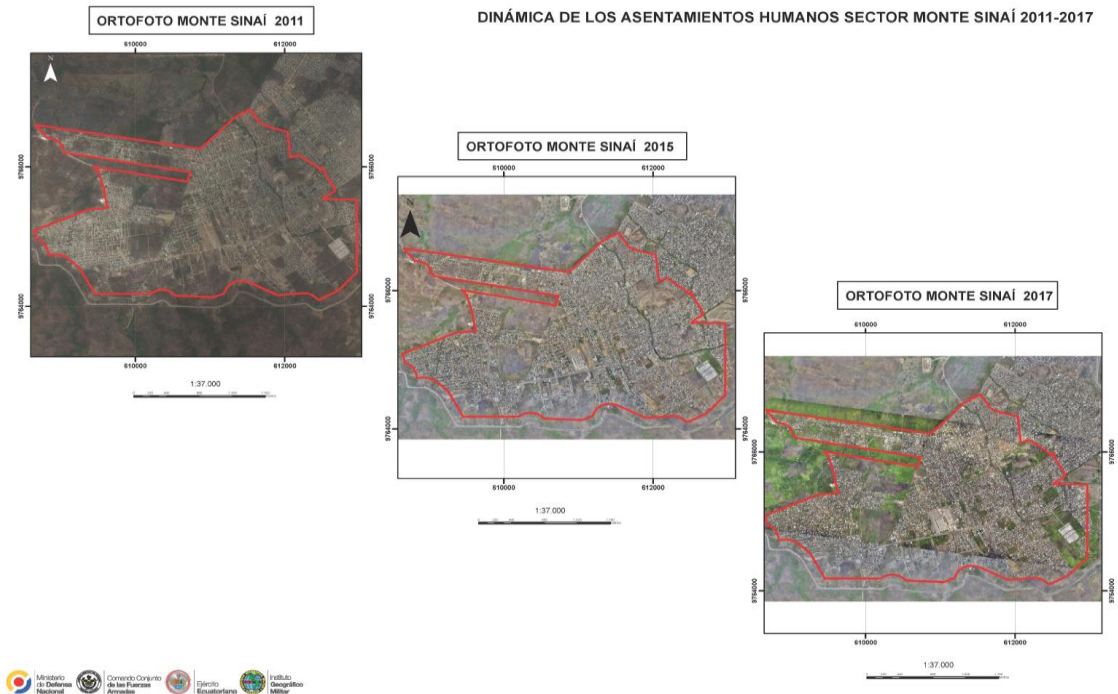 DINÁMICA DE LOS ASENTAMIENTOS HUMANOS SECTOR MONTE SINAÍ 2011-2017
ORTOFOTO MONTE SINAÍ 2011
610000
612000
N
9766000
9766000
9764000
9764000
610000
612000
1:37.000
ORTOFOTO MONTE SINAÍ 2015
610000
612000
N
9766000
9766000
9764000
9764000
610000
612000
1:37.000
ORTOFOTO MONTE SINAÍ 2017
610000
612000
9766000
9766000
9764000
9764000
610000
612000
1:37.000
Ministerio
de Defensa
Nacional
Comando Conjunto
de las Fuerzas
Armadas
Ejército
Ecuatoriano
Instituto
Geográfico
Militar